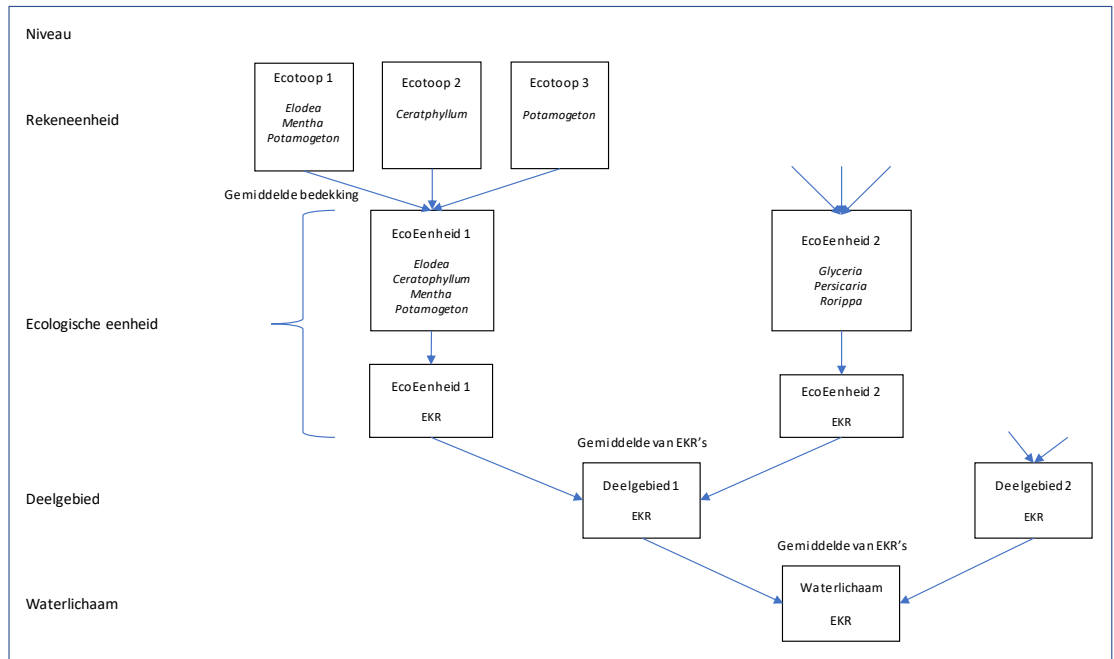 Niveau
Ecotoop 1
Elodea
Mentha
Potamogeton
Ecotoop 2
Ceratphyllum
Ecotoop 3
Potamogeton
Rekeneenheid
Gemiddelde bedekking
EcoEenheid 1
Elodea
Ceratophyllum
Mentha
Potamogeton
EcoEenheid 2
Glyceria
Persicaria
Rorippa
Ecologische eenheid
EcoEenheid 1
EKR
EcoEenheid 2
EKR
Gemiddelde van EKR's
Deelgebied
Deelgebied 1
EKR
Deelgebied 2
EKR
Gemiddelde van EKR's
Waterlichaam
Waterlichaam
EKR